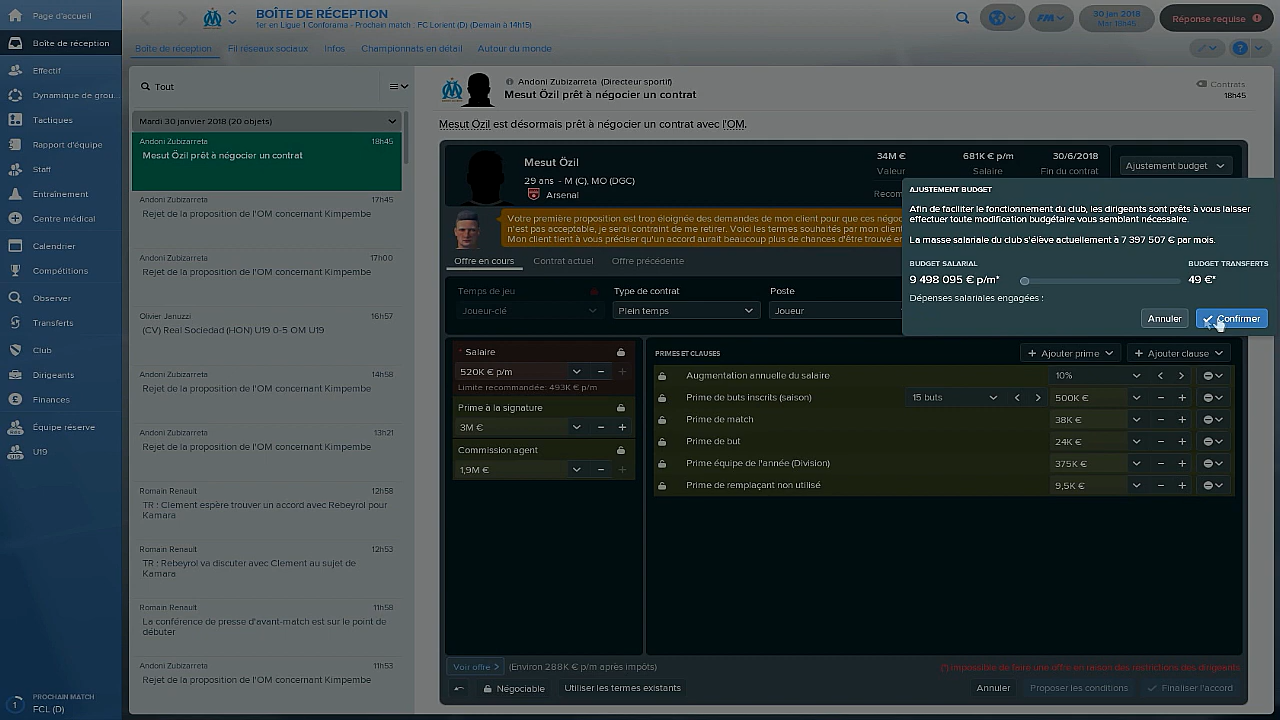 Page d'accueil
Boîte de réception
Effectif
Dynamique de grou...
Tactiques
Rapport d'équipe
Staff
Entraînement
Centre médical
Calendrier
Compétitions
Observer
Transferts
Club
Dirigeants
Finances
Équipe réserve
U19
1
PROCHAIN MATCH
FCL (D)
BOÎTE DE RÉCEPTION
1er en Ligue 1 Conforama - Prochain match : FC Lorient (D) (Demain à 14h15)
FM
30 jan 2018
Mar 18h45
Réponse requise
Boîte de réception
Fil réseaux sociaux
Infos
Championnats en détail
Autour du monde
Tout
Mardi 30 janvier 2018 (20 objets)
Andoni Zubizarreta 18h45
Mesut Özil prêt à négocier un contrat
Andoni Zubizarreta 17h45
Rejet de la proposition de l'OM concernant Kimpembe
Andoni Zubizarreta 17h00
Rejet de la proposition de l'OM concernant Kimpembe
Olivier Januzzi 16h57
(CV) Real Sociedad (HON) U19 0-5 OM U19
Andoni Zubizarreta 14h58
Rejet de la proposition de l'OM concernant Kimpembe
Andoni Zubizarreta 13h21
Rejet de la proposition de l'OM concernant Kimpembe
Romain Renault 12h58
TR : Clement espère trouver un accord avec Rebeyrol pour
Kamara
Romain Renault 12h53
TR : Rebeyrol va discuter avec Clement au sujet de
Kamara
Romain Renault 11h58
La conférence de presse d'avant-match est sur le point de
débuter
Andoni Zubizarreta 11h53
Rejet de la proposition de l'OM concernant Kimpembe
Andoni Zubizarreta (Directeur sportif)
Mesut Özil prêt à négocier un contrat
Contrats
18h45
Mesut Özil est désormais prêt à négocier un contrat avec l'OM.
Mesut Özil
29 ans - M (C), MO (DGC)
Arsenal
34M € 681K € p/m 30/6/2018
Valeur Salaire Fin du contrat
Recom
Ajustement budget
Votre première proposition est trop éloignée des demandes de mon client pour que ces négoc
n'est pas acceptable, je serai contraint de me retirer. Voici les termes souhaités par mon clien
Mon client tient à vous préciser qu'un accord aurait beaucoup plus de chances d'être trouvé en
AJUSTEMENT BUDGET
Afin de faciliter le fonctionnement du club, les dirigeants sont prêts à vous laisser
effectuer toute modification budgétaire vous semblant nécessaire.
La masse salariale du club s'élève actuellement à 7 397 507 € par mois.
BUDGET SALARIAL BUDGET TRANSFERTS
9 498 095 € p/m* 49 €*
Dépenses salariales engagées :
Annuler Confirmer
Offre en cours
Contrat actuel
Offre précédente
Temps de jeu
Joueur-clé
Type de contrat
Plein temps
Poste
Joueur
* Salaire
520K € p/m
Limite recommandée: 493K € p/m
Prime à la signature
3M €
Commission agent
1,9M €
PRIMES ET CLAUSES
Ajouter prime
Ajouter clause
Augmentation annuelle du salaire 10%
Prime de buts inscrits (saison) 15 buts 500K €
Prime de match 38K €
Prime de but 24K €
Prime équipe de l'année (Division) 375K €
Prime de remplaçant non utilisé 9,5K €
Voir offre > (Environ 288K € p/m après impôts)
(*) Impossible de faire une offre en raison des restrictions des dirigeants
Négociable
Utiliser les termes existants
Annuler
Proposer les conditions
Finaliser l'accord